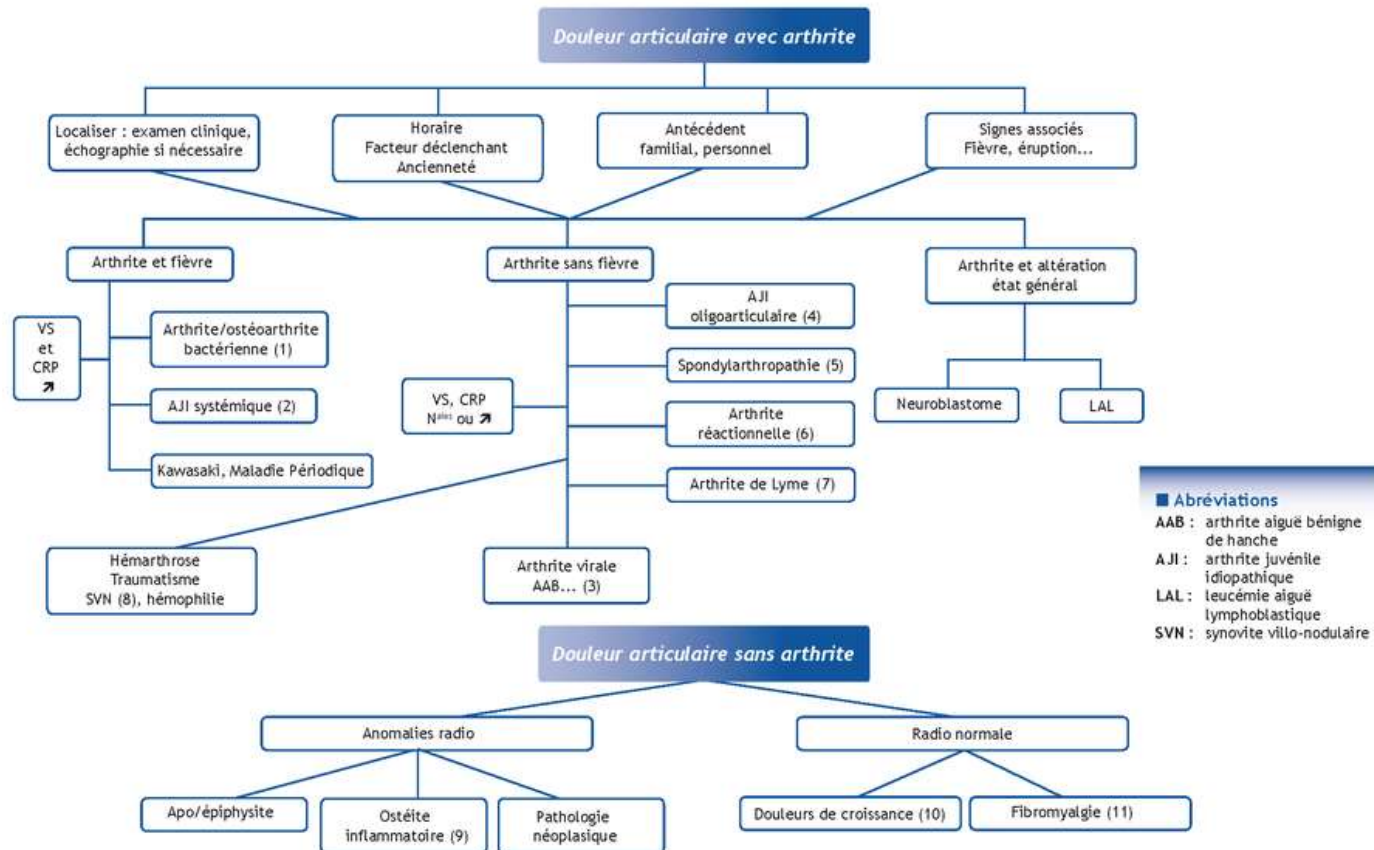 Douleur articulaire avec arthrite
Localiser : examen clinique,
échographie si nécessaire
Horaire
Facteur déclenchant
Ancienneté
Antécédent
familial, personnel
Signes associés
Fièvre, éruption...
Arthrite et fièvre
Arthrite sans fièvre
Arthrite et altération
état général
VS
et
CRP
↗
Arthrite/ostéoarthrite
bactérienne (1)
AJI systémique (2)
Kawasaki, Maladie Périodique
VS, CRP
Nales ou ↗
AJI
oligoarticulaire (4)
Spondylarthropathie (5)
Arthrite
réactionnelle (6)
Arthrite de Lyme (7)
Neuroblastome
LAL
Hémarthrose
Traumatisme
SVN (8), hémophilie
Arthrite virale
AAB... (3)
■ Abréviations
AAB : arthrite aiguë bénigne
de hanche
AJI : arthrite juvénile
idiopathique
LAL : leucémie aiguë
lymphoblastique
SVN : synovite villo-nodulaire
Douleur articulaire sans arthrite
Anomalies radio
Radio normale
Apo/épiphysite
Ostéite
inflammatoire (9)
Pathologie
néoplasique
Douleurs de croissance (10)
Fibromyalgie (11)